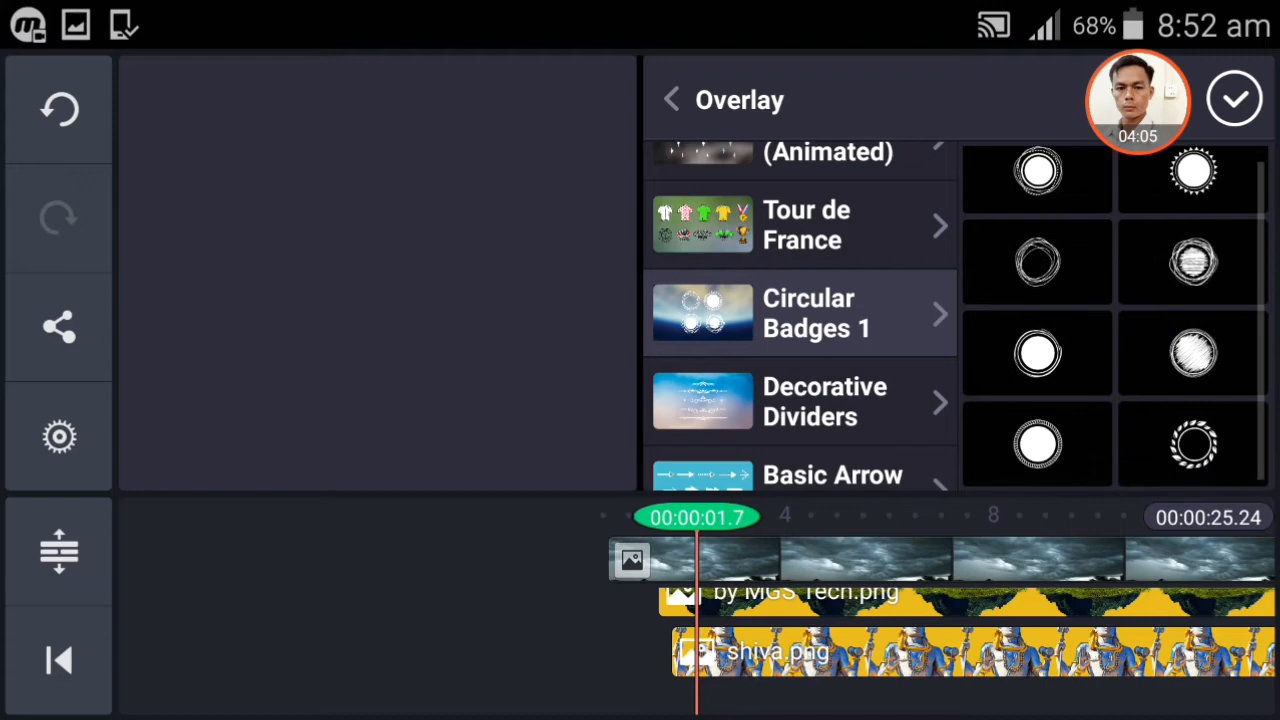 68% 8:52 am
Overlay
04:05
(Animated)
Tour de
France
Circular
Badges 1
Decorative
Dividers
Basic Arrow
00:00:01.7 4 8 00:00:25.24
by MGS Tech.png
shiva.png